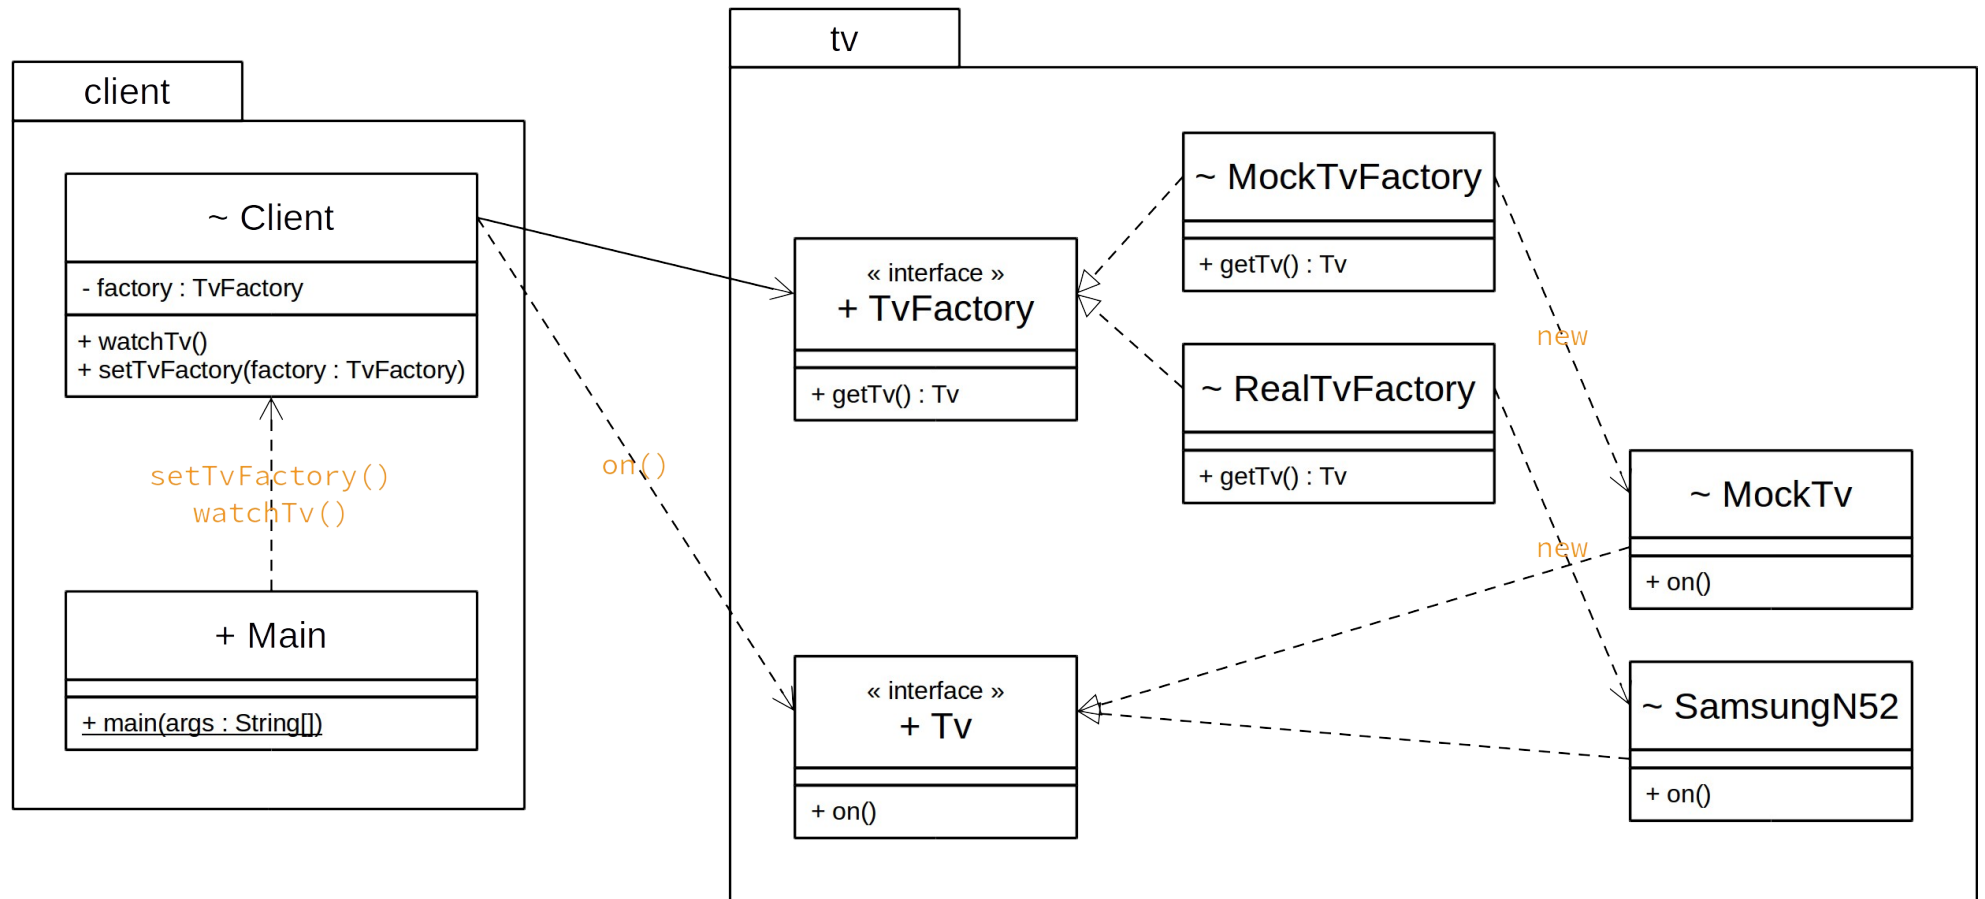 client
~ Client
- factory : TvFactory
+ watchTv()
+ setTvFactory(factory : TvFactory)
setTvFactory()
watchTv()
+ Main
+ main(args : String[])
on()
tv
« interface »
+ TvFactory
+ getTv() : Tv
~ MockTvFactory
+ getTv() : Tv
~ RealTvFactory
+ getTv() : Tv
new
new
~ MockTv
+ on()
~ SamsungN52
+ on()
« interface »
+ Tv
+ on()